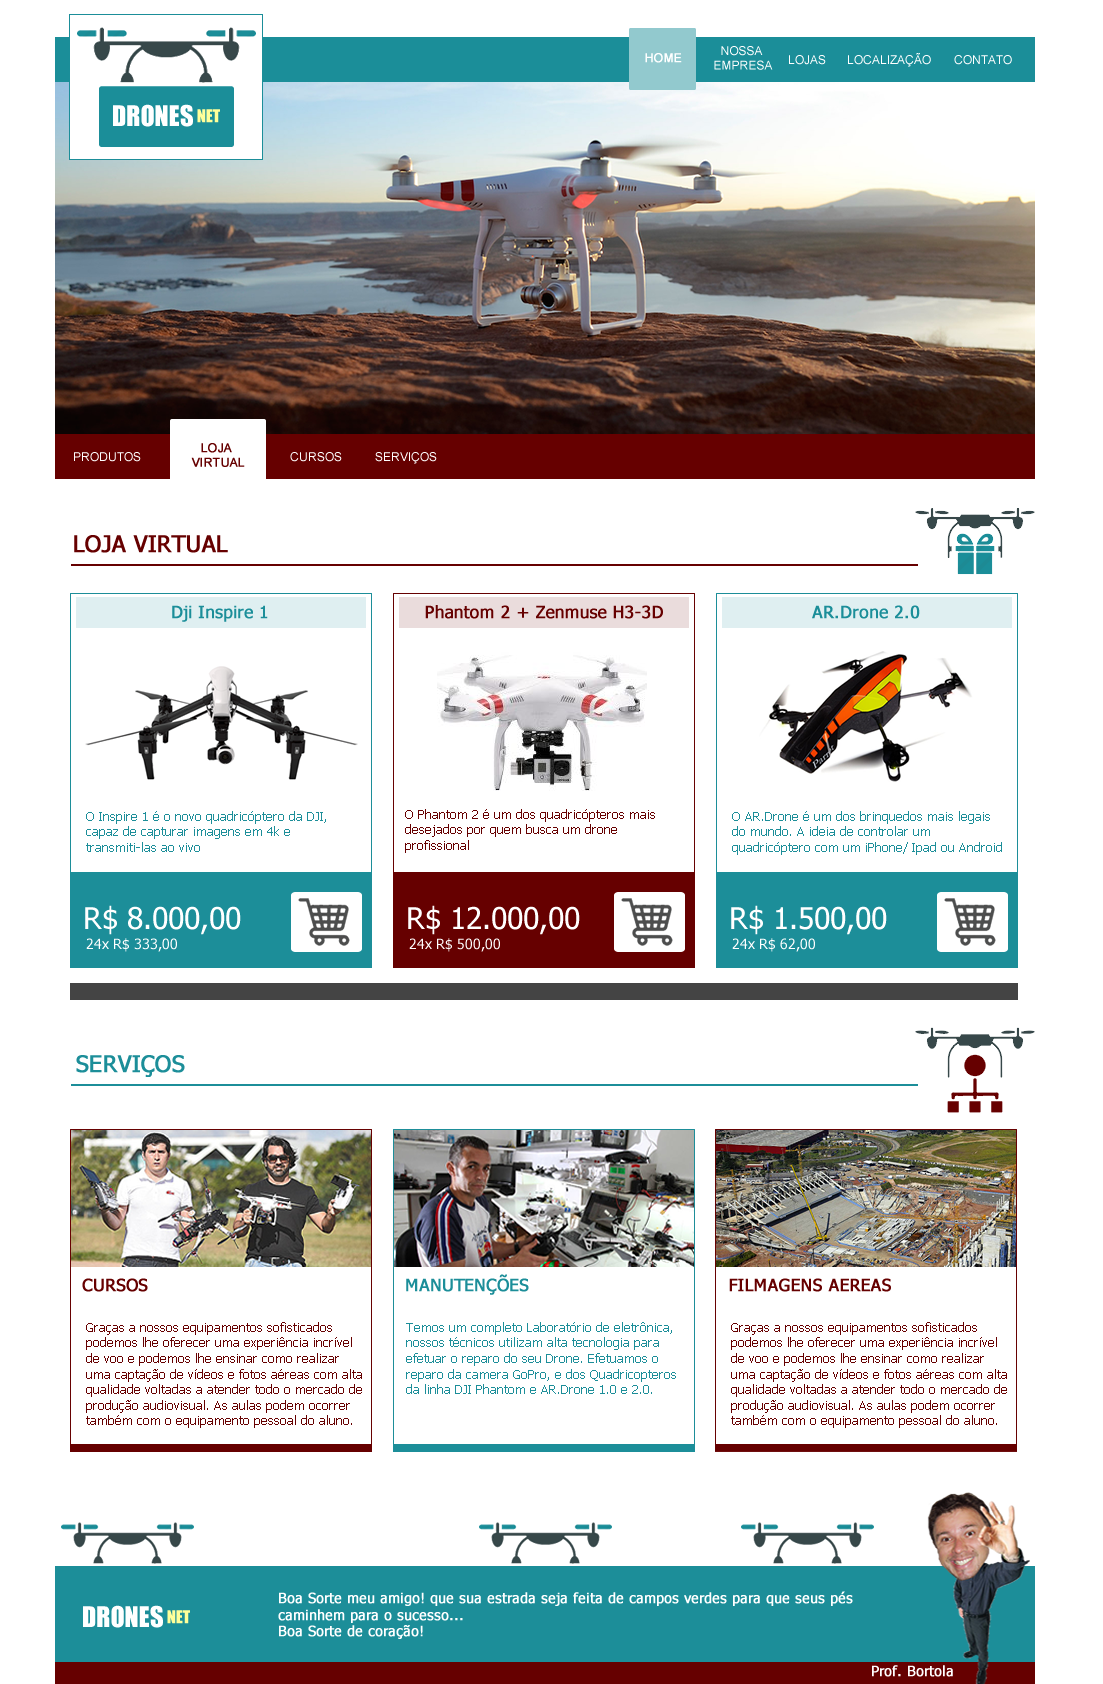 DRONES NET
HOME
NOSSA
EMPRESA
LOJAS
LOCALIZAÇÃO
CONTATO
PRODUTOS
LOJA
VIRTUAL
CURSOS
SERVIÇOS
LOJA VIRTUAL
Dji Inspire 1
O Inspire 1 é o novo quadricóptero da DJI,
capaz de capturar imagens em 4k e
transmiti-las ao vivo
R$ 8.000,00
24x R$ 333,00
Phantom 2 + Zenmuse H3-3D
O Phantom 2 é um dos quadricópteros mais
desejados por quem busca um drone
profissional
R$ 12.000,00
24x R$ 500,00
AR.Drone 2.0
Parrot
O AR.Drone é um dos brinquedos mais legais
do mundo. A ideia de controlar um
quadricóptero com um iPhone/ Ipad ou Android
R$ 1.500,00
24x R$ 62,00
SERVIÇOS
CURSOS
Graças a nossos equipamentos sofisticados
podemos lhe oferecer uma experiência incrível
de voo e podemos lhe ensinar como realizar
uma captação de vídeos e fotos aéreas com alta
qualidade voltadas a atender todo o mercado de
produção audiovisual. As aulas podem ocorrer
também com o equipamento pessoal do aluno.
MANUTENÇÕES
Temos um completo Laboratório de eletrônica,
nossos técnicos utilizam alta tecnologia para
efetuar o reparo do seu Drone. Efetuamos o
reparo da camera GoPro, e dos Quadricopteros
da linha DJI Phantom e AR.Drone 1.0 e 2.0.
FILMAGENS AEREAS
Graças a nossos equipamentos sofisticados
podemos lhe oferecer uma experiência incrível
de voo e podemos lhe ensinar como realizar
uma captação de vídeos e fotos aéreas com alta
qualidade voltadas a atender todo o mercado de
produção audiovisual. As aulas podem ocorrer
também com o equipamento pessoal do aluno.
DRONES NET
Boa Sorte meu amigo! que sua estrada seja feita de campos verdes para que seus pés
caminhem para o sucesso...
Boa Sorte de coração!
Prof. Bortola